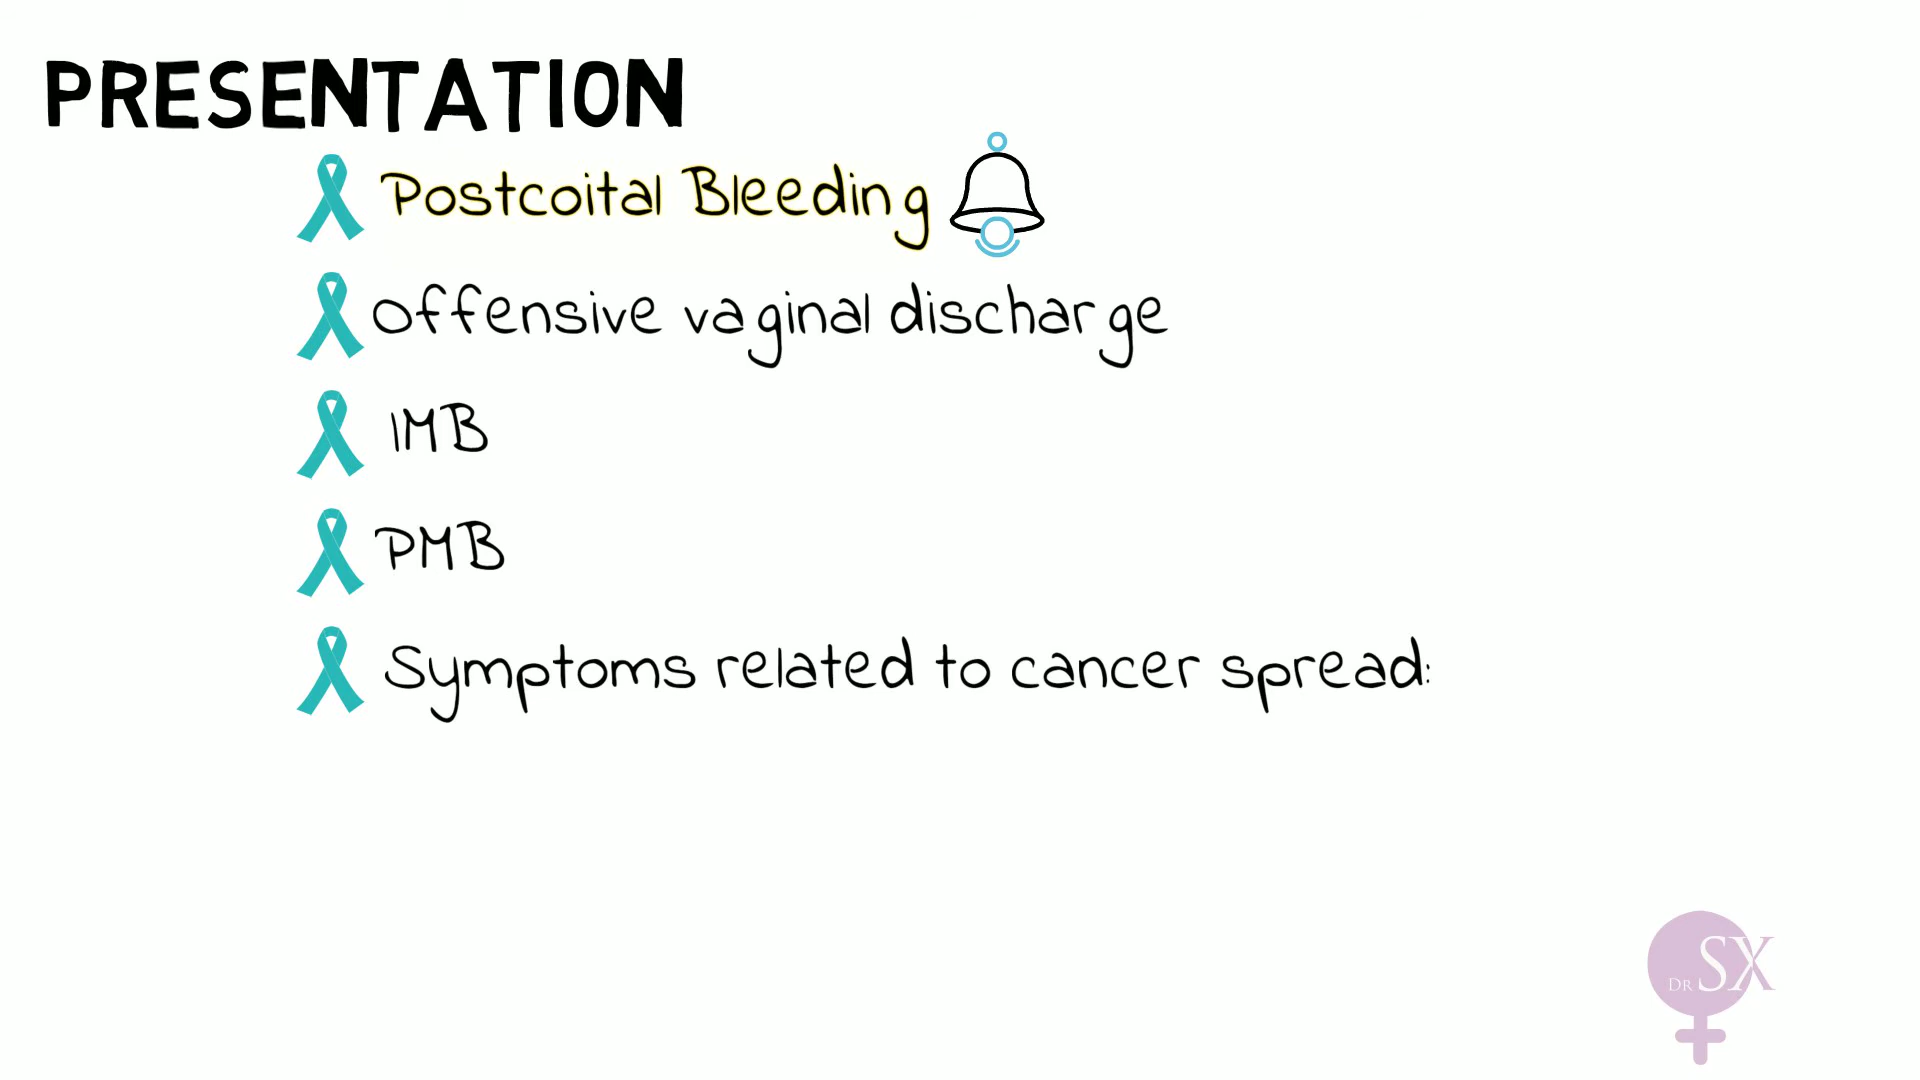 PRESENTATION
Postcoital Bleeding
Offensive vaginal discharge
IMB
PMB
Symptoms related to cancer spread:
DR SX